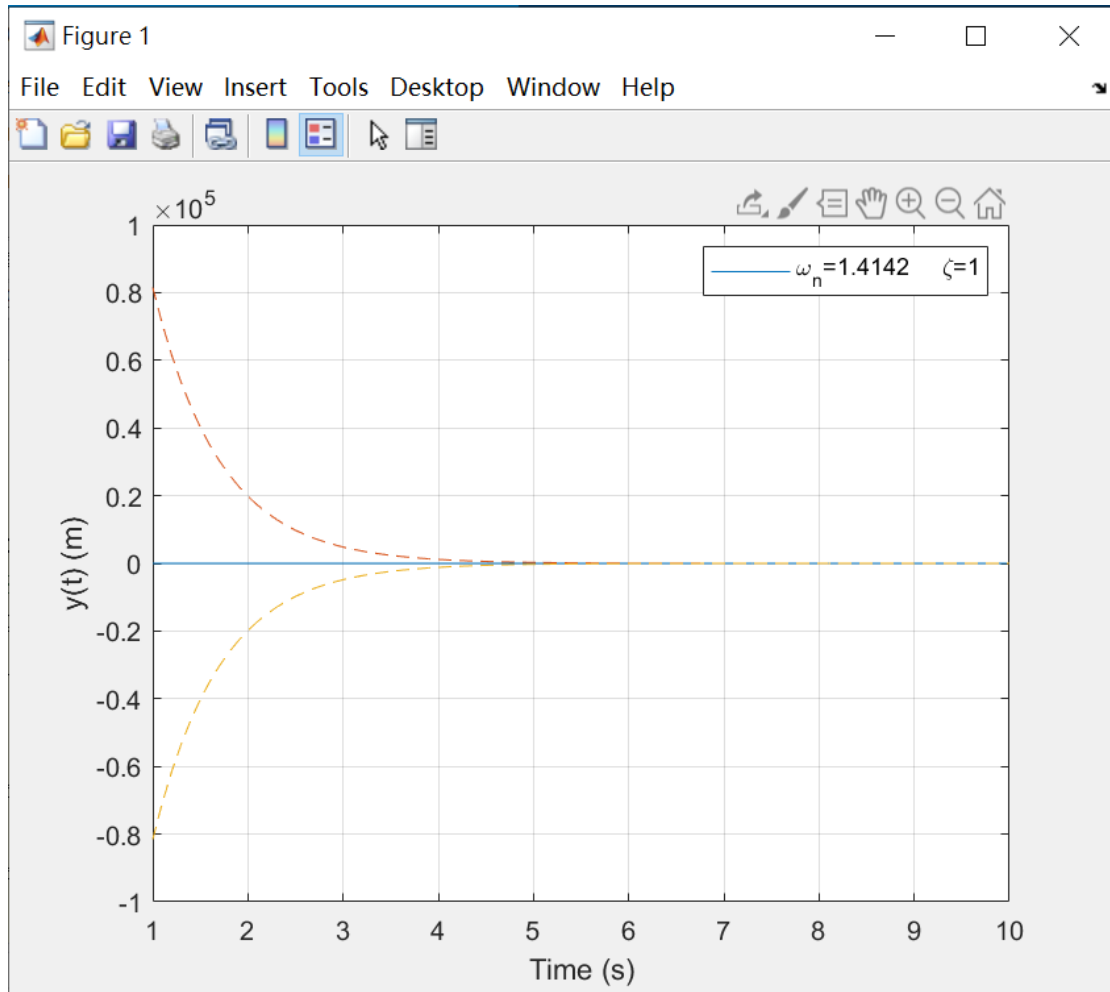 Figure 1
File Edit View Insert Tools Desktop Window Help
×10^5
ω_n=1.4142 ζ=1
1
0.8
0.6
0.4
0.2
0
-0.2
-0.4
-0.6
-0.8
-1
y(t) (m)
1 2 3 4 5 6 7 8 9 10
Time (s)